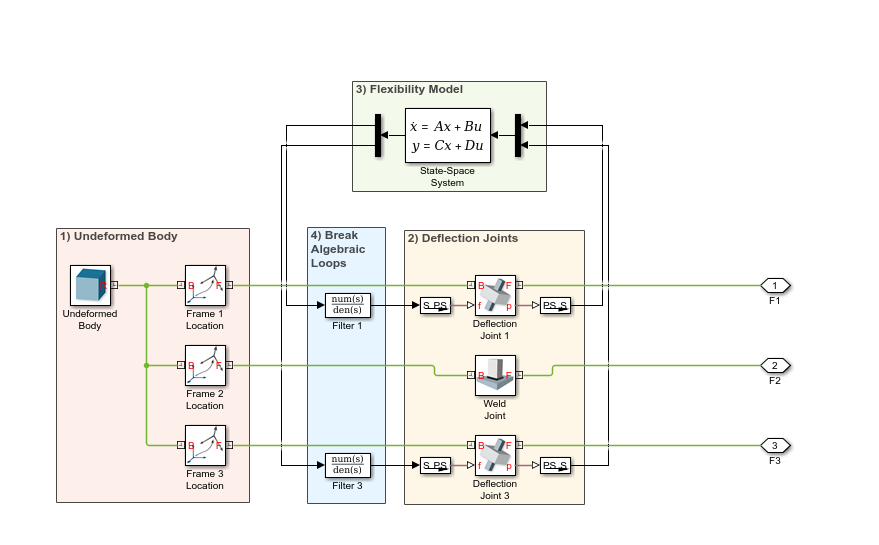 3) Flexibility Model
ẋ = Ax + Bu
y = Cx + Du
State-Space
System
1) Undeformed Body
R
Undeformed
Body
B F
Frame 1
Location
B F
Frame 2
Location
B F
Frame 3
Location
4) Break
Algebraic
Loops
num(s)
den(s)
Filter 1
num(s)
den(s)
Filter 3
2) Deflection Joints
B F
S PS
f p
PS S
Deflection
Joint 1
B F
Weld
Joint
B F
S PS
f p
PS S
Deflection
Joint 3
1
F1
2
F2
3
F3